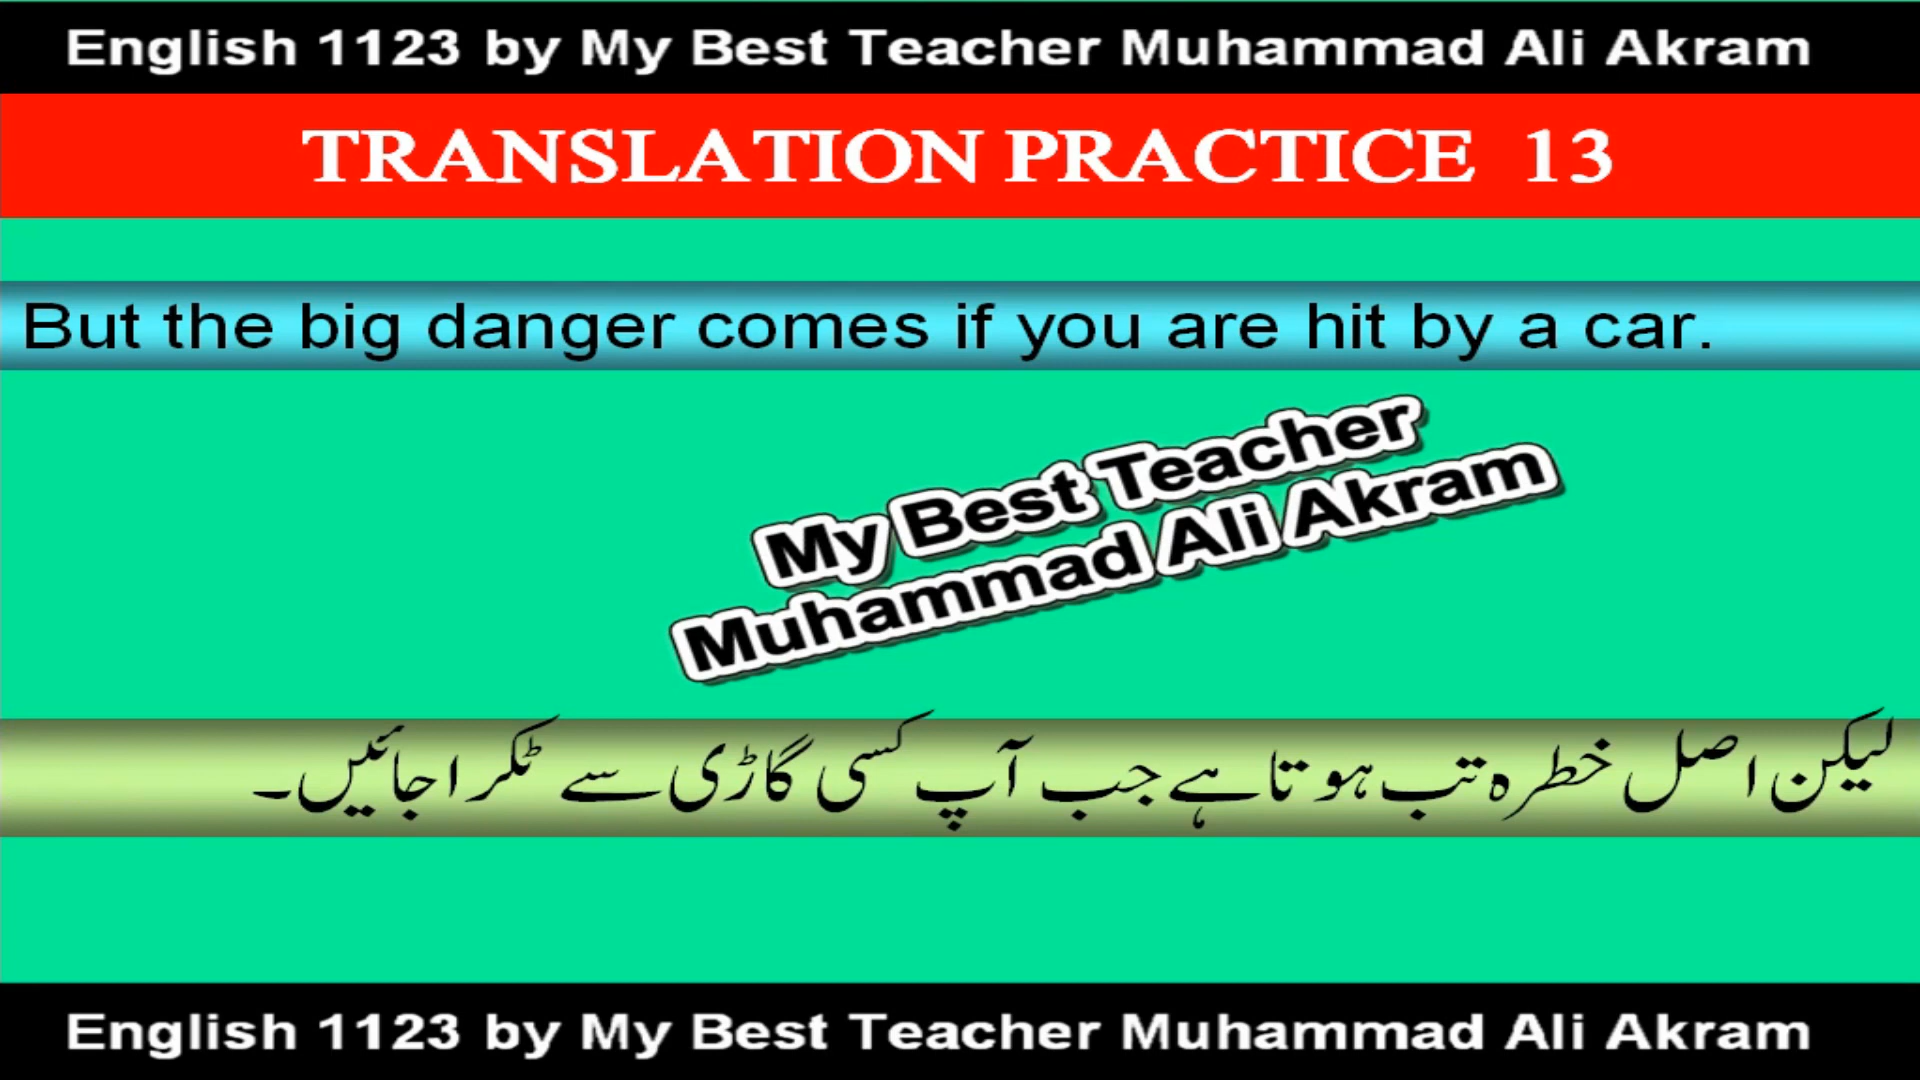 English 1123 by My Best Teacher Muhammad Ali Akram
TRANSLATION PRACTICE 13
But the big danger comes if you are hit by a car.
My Best Teacher
Muhammad Ali Akram
لیکن اصل خطرہ تب ہوتا ہے جب آپ کسی گاڑی سے ٹکرا جائیں۔
English 1123 by My Best Teacher Muhammad Ali Akram